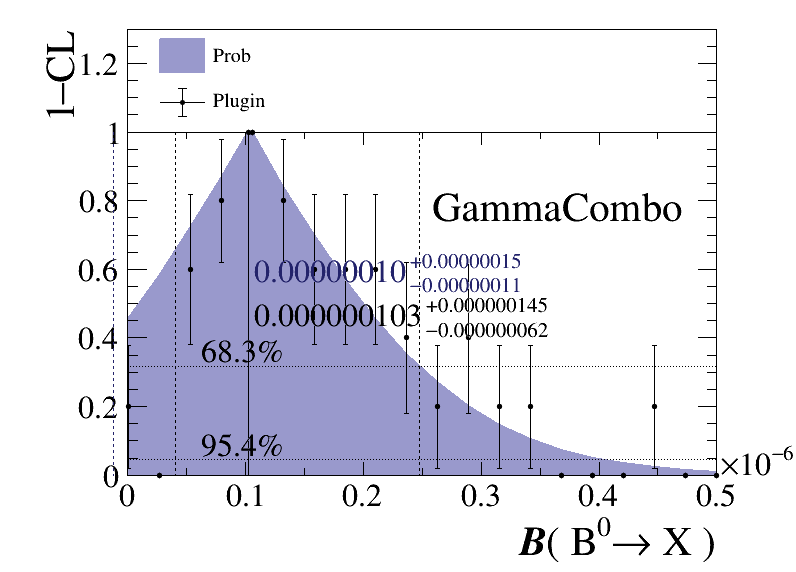 1–CL
Prob
Plugin
GammaCombo
0.00000010 +0.00000015 −0.00000011
0.000000103 +0.000000145 −0.000000062
68.3%
95.4%
1.2
1
0.8
0.6
0.4
0.2
0
0 0.1 0.2 0.3 0.4 0.5
×10⁻⁶
B( B⁰→ X )